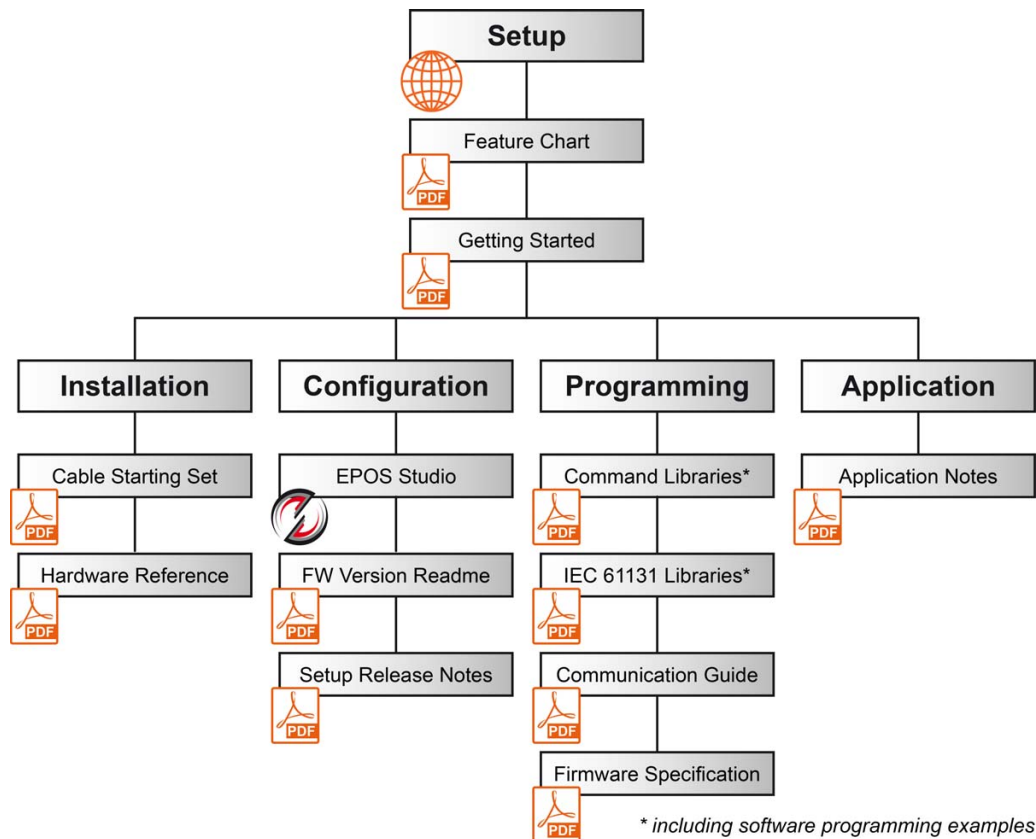 Setup
Feature Chart
PDF
Getting Started
PDF
Installation
Configuration
Programming
Application
Cable Starting Set
PDF
EPOS Studio
Command Libraries*
PDF
Application Notes
PDF
Hardware Reference
PDF
FW Version Readme
PDF
IEC 61131 Libraries*
PDF
Setup Release Notes
PDF
Communication Guide
PDF
Firmware Specification
PDF
* including software programming examples